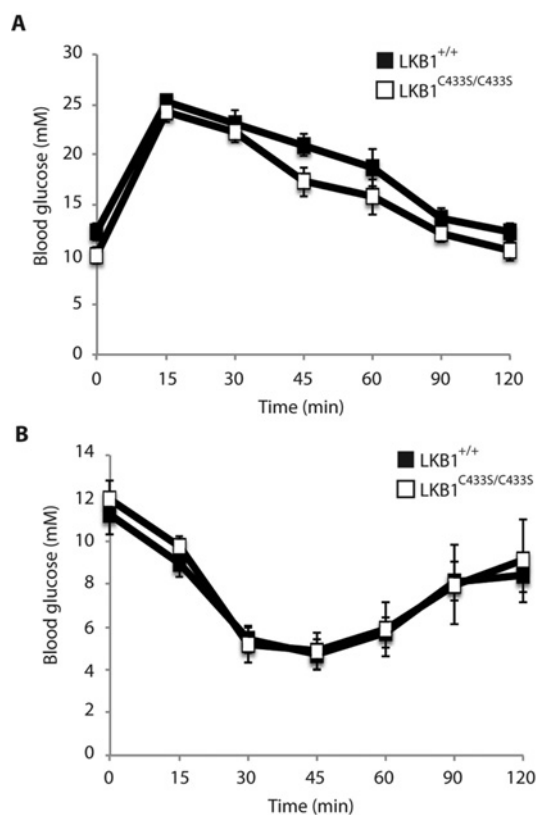 A
30
25
20
15
10
5
0
Blood glucose (mM)
LKB1+/+
LKB1C433S/C433S
0 15 30 45 60 90 120
Time (min)
B
14
12
10
8
6
4
2
0
Blood glucose (mM)
LKB1+/+
LKB1C433S/C433S
0 15 30 45 60 90 120
Time (min)